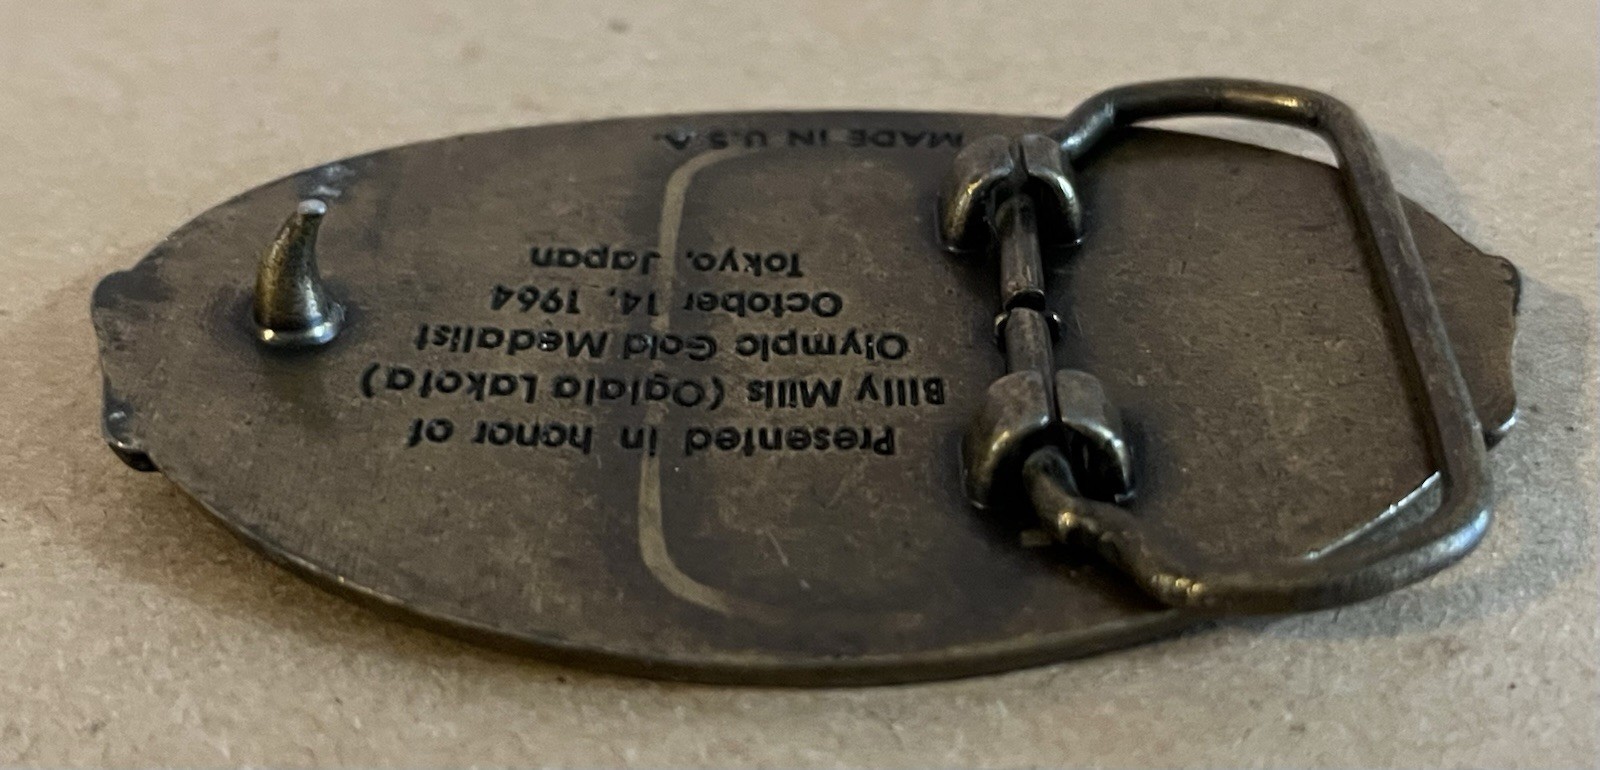 Presented in honor of
Billy Mills (Oglala Lakota)
Olympic Gold Medalist
October 14, 1964
Tokyo, Japan
MADE IN U.S.A.